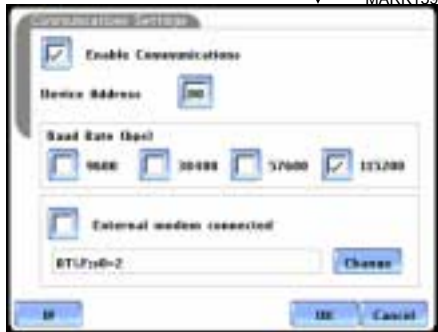 Communications Settings
Enable Communications
Device Address
Baud Rate (bps)
9600 38400 57600 115200
External modem connected
Change
OK Cancel